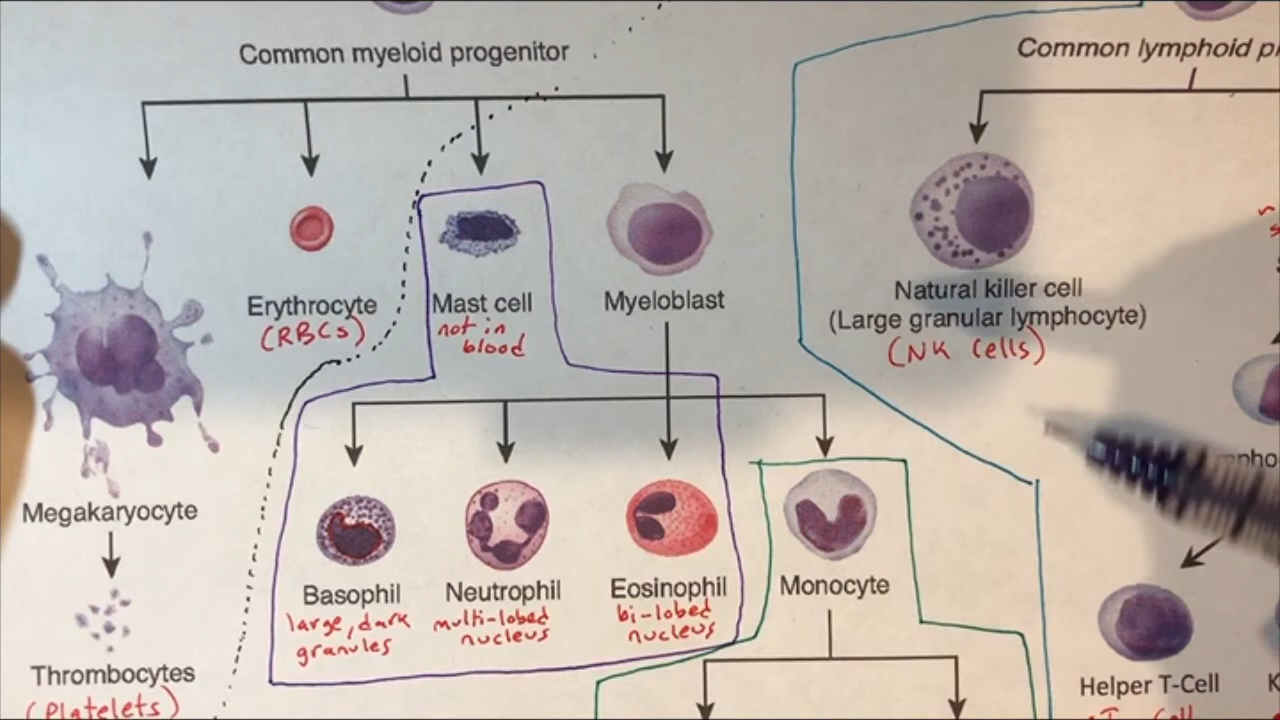 Common myeloid progenitor
Common lymphoid
Erythrocyte
(RBCs)
Mast cell
not in
blood
Myeloblast
Natural killer cell
(Large granular lymphocyte)
(NK Cells)
Megakaryocyte
Thrombocytes
(Platelets)
Basophil
large, dark
granules
Neutrophil
multi-lobed
nucleus
Eosinophil
bi-lobed
nucleus
Monocyte
Helper T-Cell